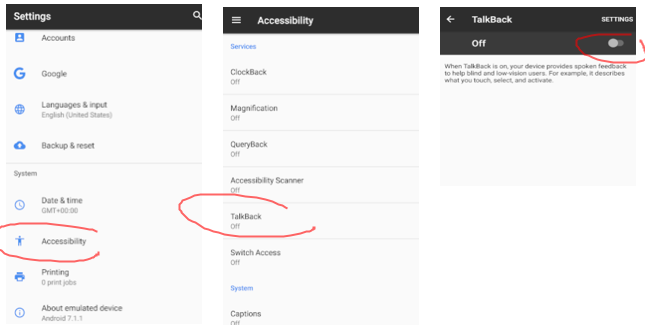 Settings
Accounts
Google
Languages & input
English (United States)
Backup & reset
System
Date & time
GMT+00:00
Accessibility
Printing
0 print jobs
About emulated device
Android 7.1.1
Accessibility
Services
ClockBack
Off
Magnification
Off
QueryBack
Off
Accessibility Scanner
Off
TalkBack
Off
Switch Access
Off
System
Captions
Off
TalkBack
SETTINGS
Off
When TalkBack is on, your device provides spoken feedback
to help blind and low-vision users. For example, it describes
what you touch, select, and activate.